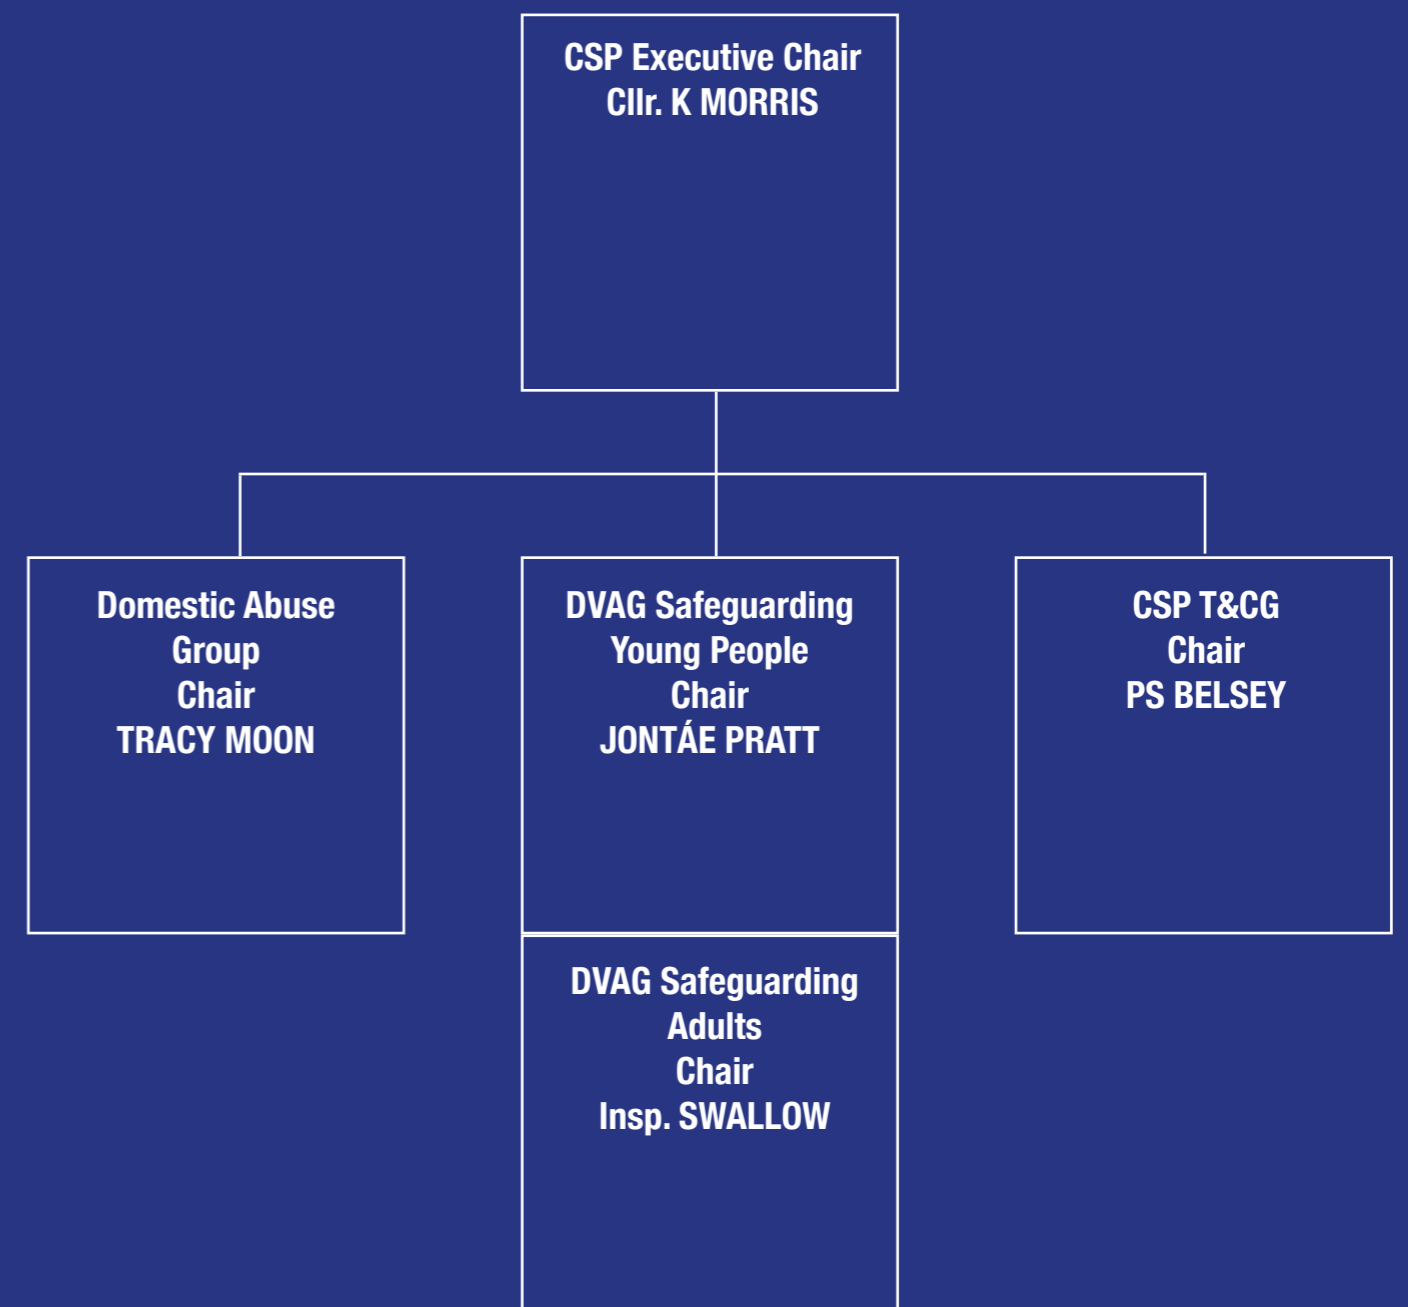 CSP Executive Chair
Cllr. K MORRIS
Domestic Abuse
Group
Chair
TRACY MOON
DVAG Safeguarding
Young People
Chair
JONTÁE PRATT
CSP T&CG
Chair
PS BELSEY
DVAG Safeguarding
Adults
Chair
Insp. SWALLOW